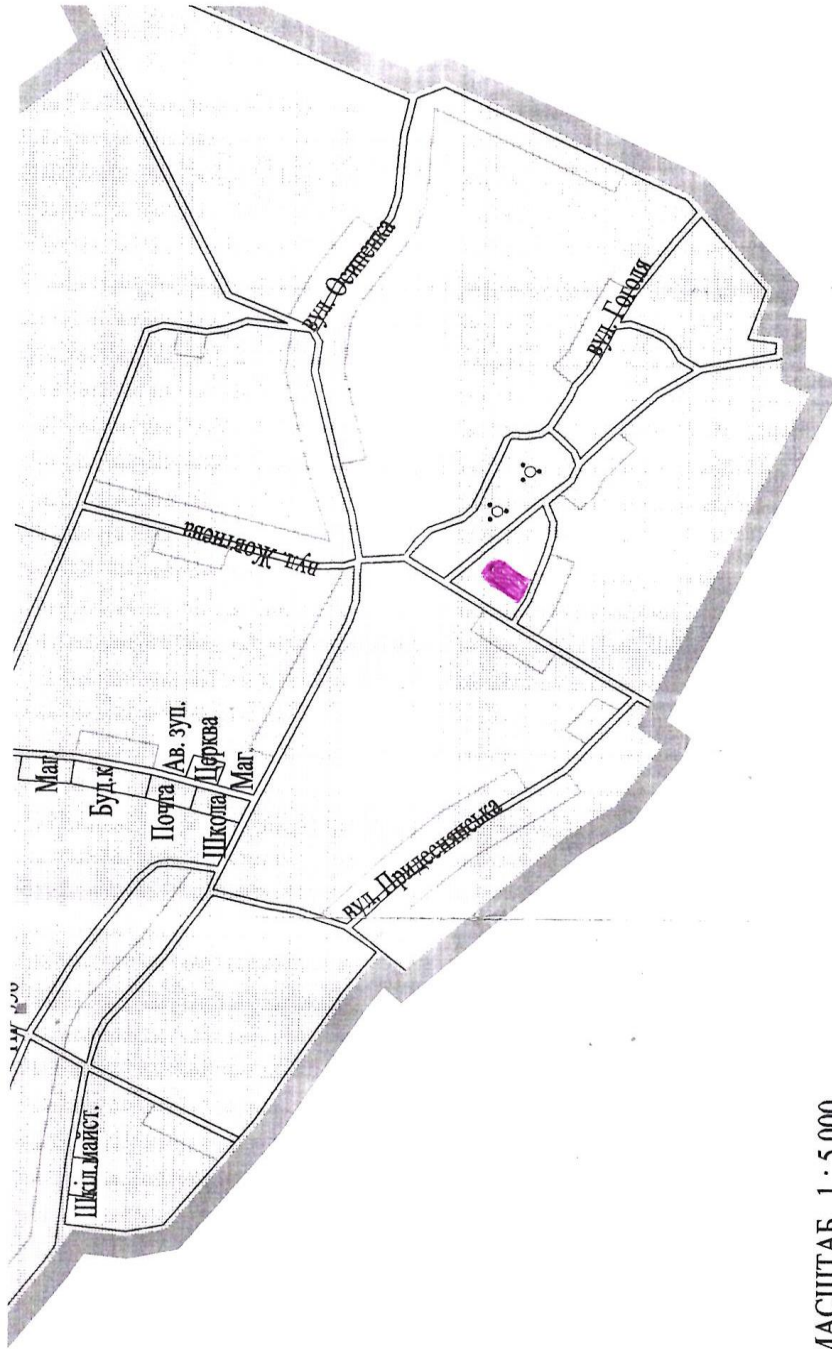 вул. Осипенка
вул. Гоголя
вул. Жовтнева
Маг.
Буд.к
Почта
Ав. зуп.
Школа
Церква
Маг.
вул. Придеснянська
Шкіл.майст.
МАСШТАБ 1 : 5 000